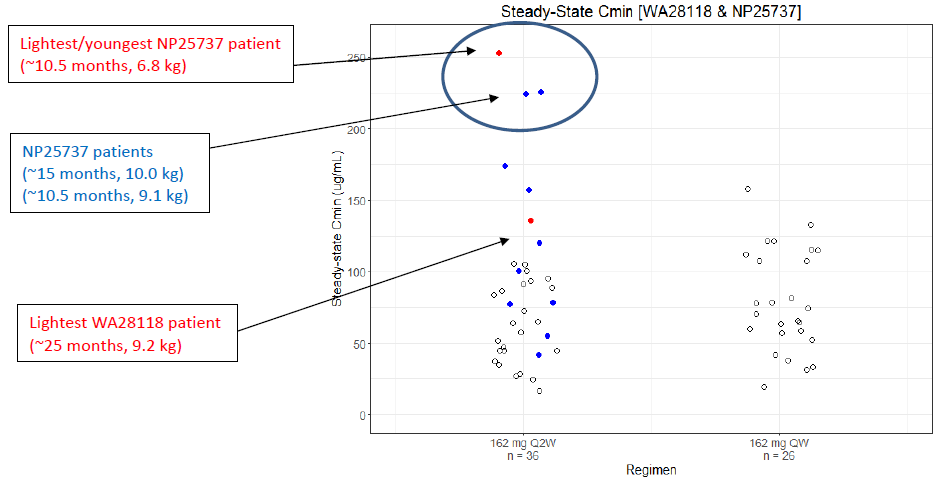 Steady-State Cmin [WA28118 & NP25737]
Lightest/youngest NP25737 patient
(~10.5 months, 6.8 kg)
NP25737 patients
(~15 months, 10.0 kg)
(~10.5 months, 9.1 kg)
Lightest WA28118 patient
(~25 months, 9.2 kg)
Steady-state Cmin (ug/mL)
250
200
150
100
50
0
162 mg Q2W
n = 36
162 mg QW
n = 26
Regimen